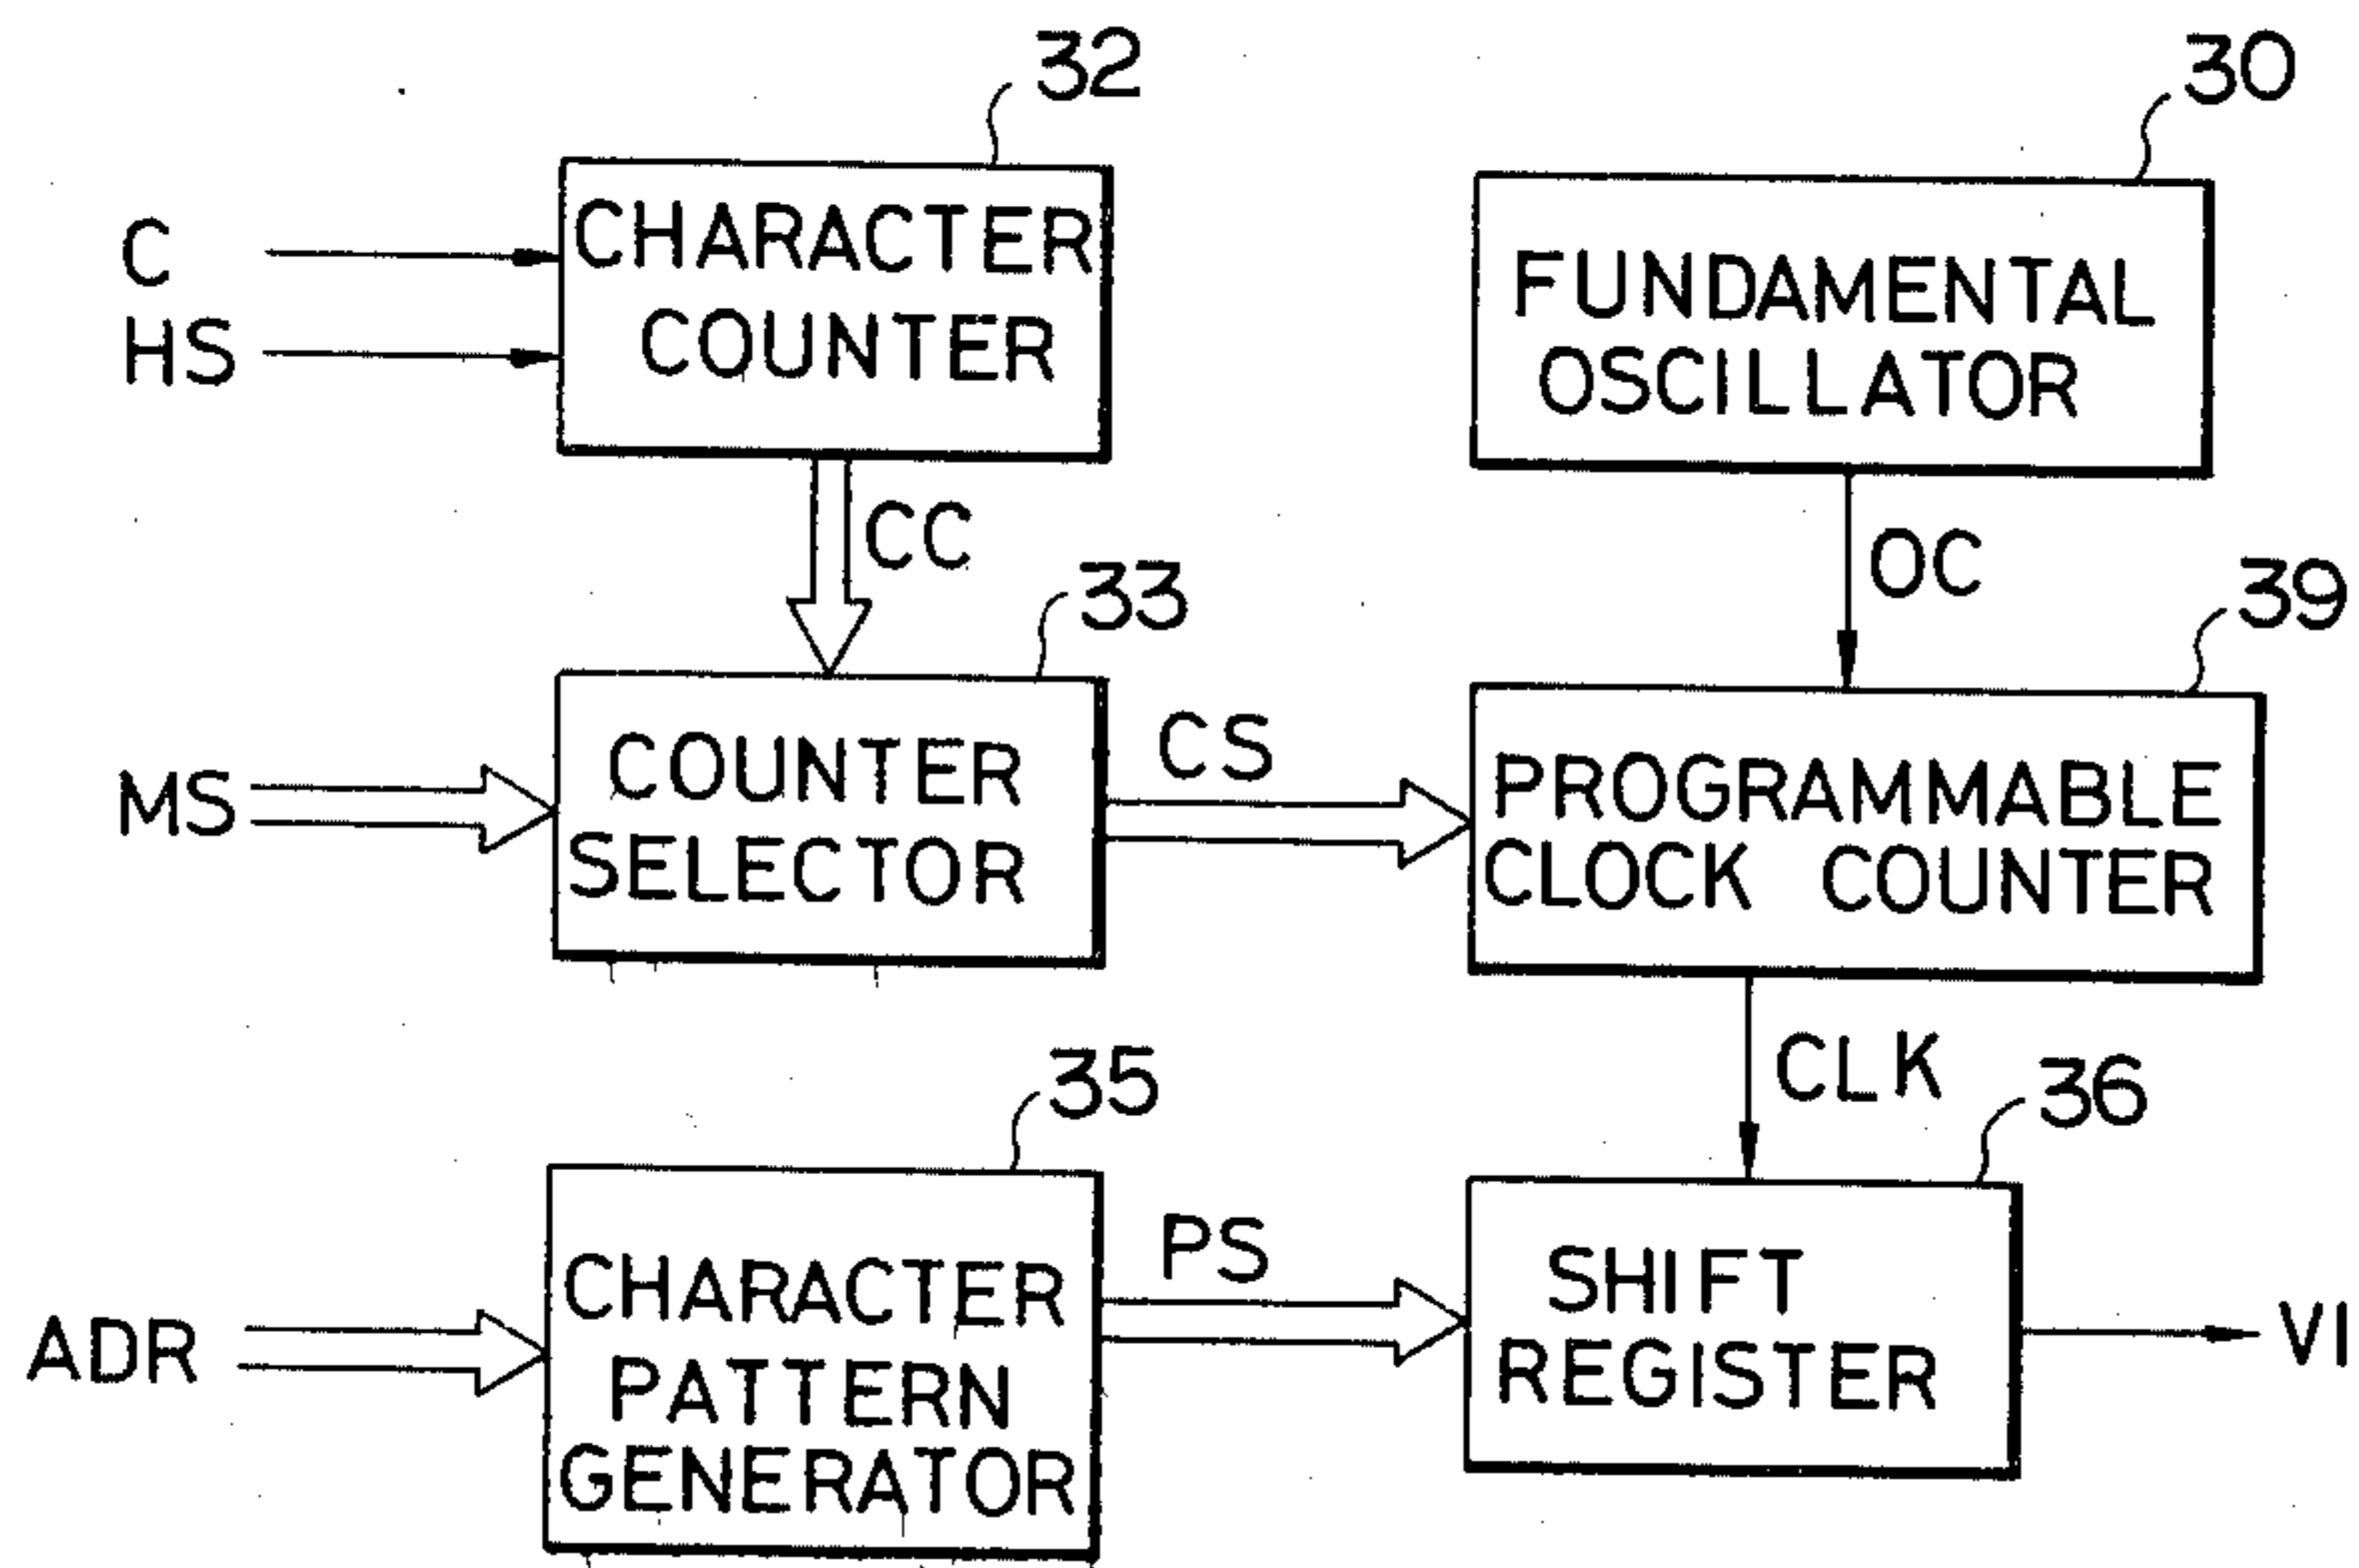 32
30
C
HS
CHARACTER
COUNTER
FUNDAMENTAL
OSCILLATOR
CC
OC
33
39
MS
COUNTER
SELECTOR
CS
PROGRAMMABLE
CLOCK COUNTER
CLK
35
36
ADR
CHARACTER
PATTERN
GENERATOR
PS
SHIFT
REGISTER
VI